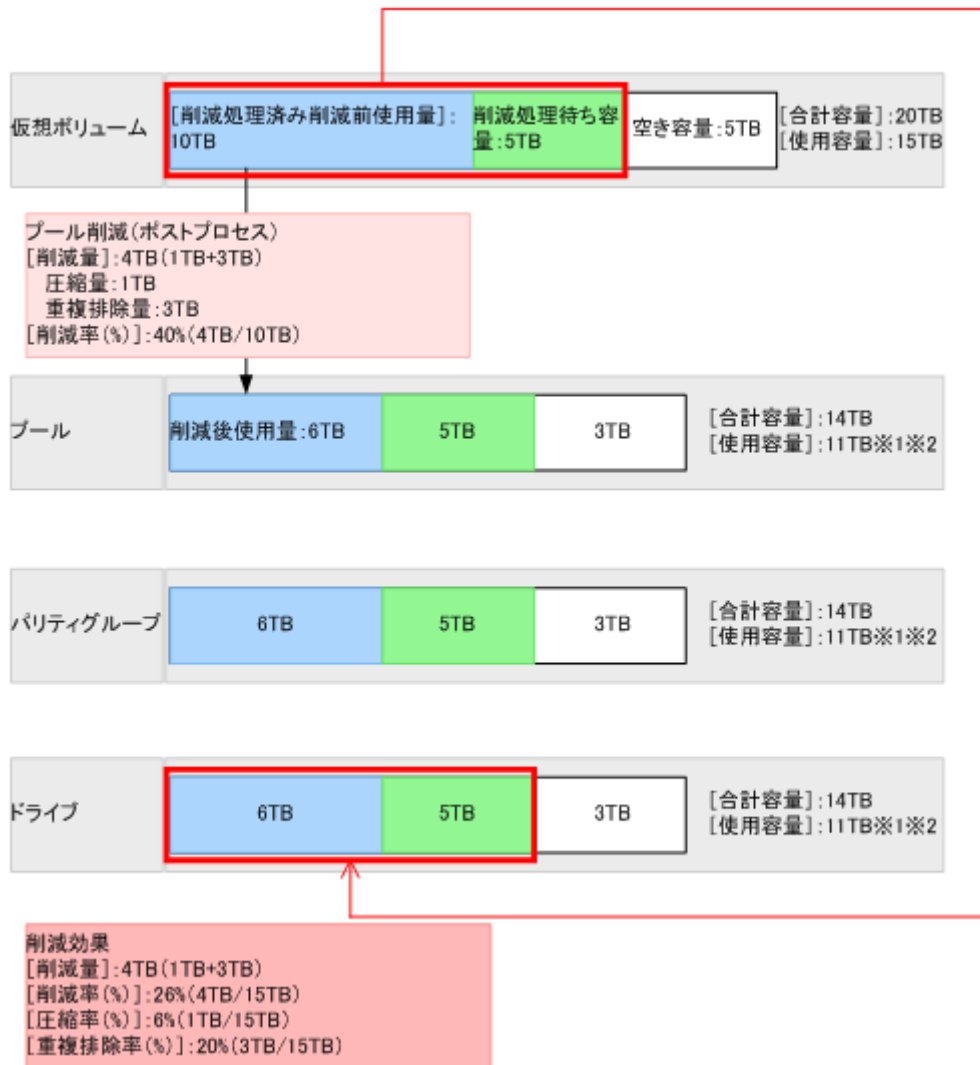 仮想ボリューム
[削減処理済み削減前使用量]:
10TB
削減処理待ち容
量:5TB
空き容量:5TB
[合計容量]:20TB
[使用容量]:15TB
プール削減(ポストプロセス)
[削減量]:4TB(1TB+3TB)
圧縮量:1TB
重複排除量:3TB
[削減率(%)]:40%(4TB/10TB)
プール
削減後使用量:6TB
5TB
3TB
[合計容量]:14TB
[使用容量]:11TB※1※2
パリティグループ
6TB
5TB
3TB
[合計容量]:14TB
[使用容量]:11TB※1※2
ドライブ
6TB
5TB
3TB
[合計容量]:14TB
[使用容量]:11TB※1※2
削減効果
[削減量]:4TB(1TB+3TB)
[削減率(%)]:26%(4TB/15TB)
[圧縮率(%)]:6%(1TB/15TB)
[重複排除率(%)]:20%(3TB/15TB)